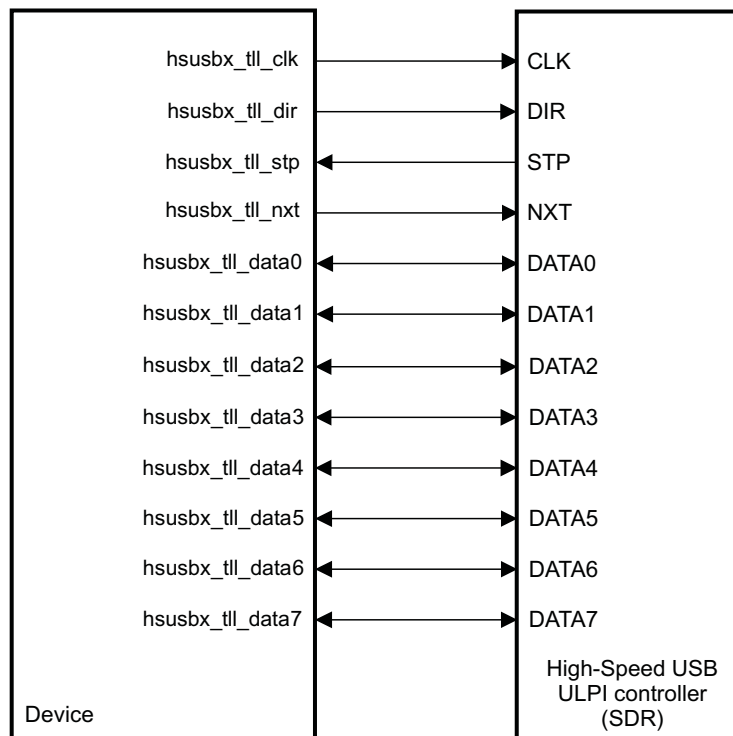 hsusbx_tll_clk CLK
hsusbx_tll_dir DIR
hsusbx_tll_stp STP
hsusbx_tll_nxt NXT
hsusbx_tll_data0 DATA0
hsusbx_tll_data1 DATA1
hsusbx_tll_data2 DATA2
hsusbx_tll_data3 DATA3
hsusbx_tll_data4 DATA4
hsusbx_tll_data5 DATA5
hsusbx_tll_data6 DATA6
hsusbx_tll_data7 DATA7
Device
High-Speed USB
ULPI controller
(SDR)